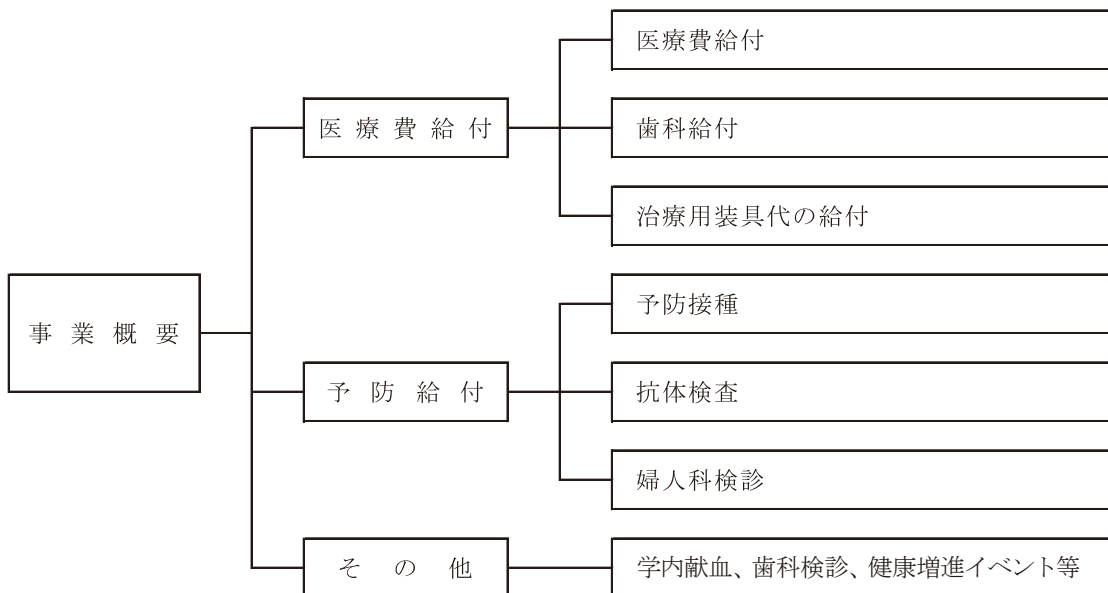 事業概要
医療費給付
医療費給付
歯科給付
治療用装具代の給付
予防給付
予防接種
抗体検査
婦人科検診
その他
学内献血、歯科検診、健康増進イベント等